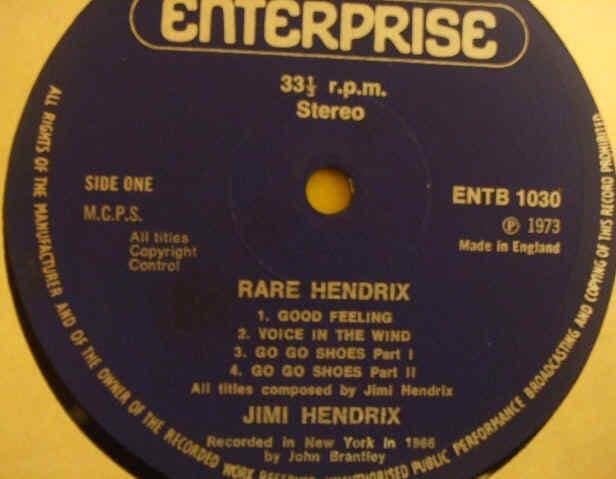 ENTERPRISE
33⅓ r.p.m.
Stereo
SIDE ONE
M.C.P.S.
All titles
Copyright
Control
ENTB 1030
℗ 1973
Made in England
RARE HENDRIX
1. GOOD FEELING
2. VOICE IN THE WIND
3. GO GO SHOES Part I
4. GO GO SHOES Part II
All titles composed by Jimi Hendrix
JIMI HENDRIX
Recorded in New York in 1966
by John Brantley
ALL RIGHTS OF THE MANUFACTURER AND OF THE OWNER OF THE RECORDED WORK RESERVED UNAUTHORISED PUBLIC PERFORMANCE BROADCASTING AND COPYING OF THIS RECORD PROHIBITED